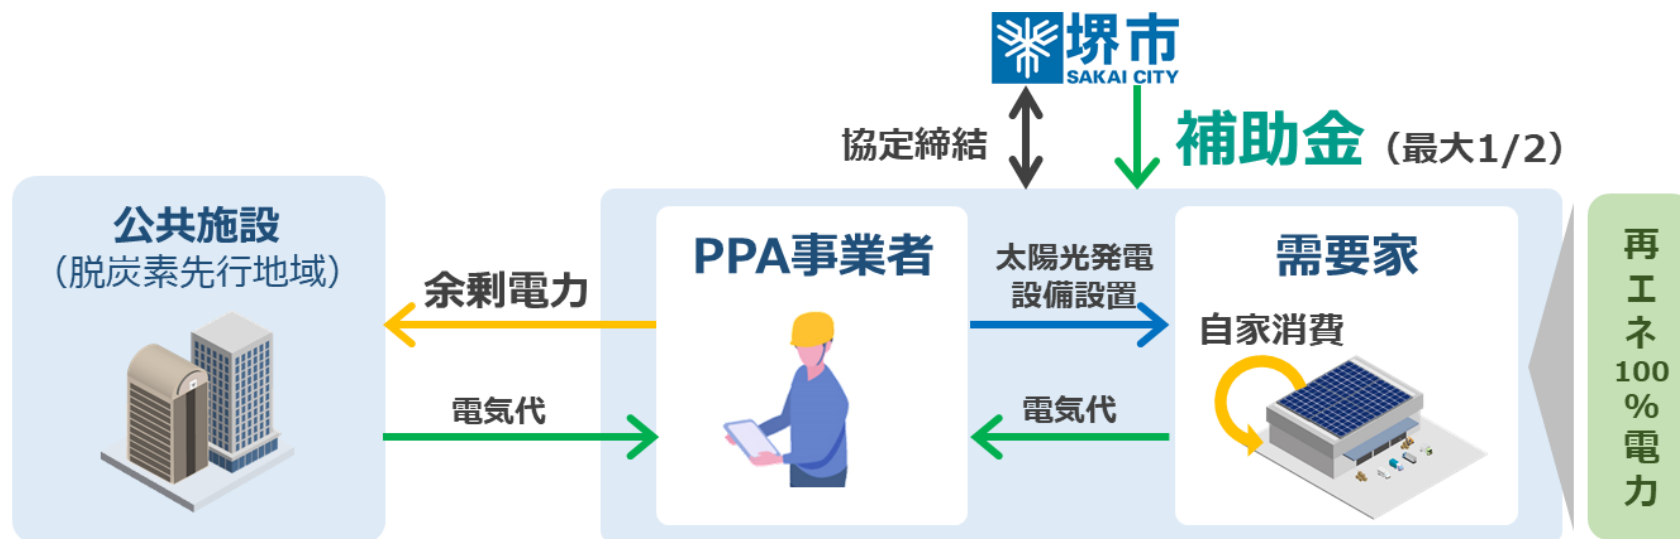 堺市
SAKAI CITY
協定締結
補助金（最大1/2）
公共施設
（脱炭素先行地域）
余剰電力
電気代
PPA事業者
太陽光発電
設備設置
電気代
需要家
自家消費
再エネ100%電力